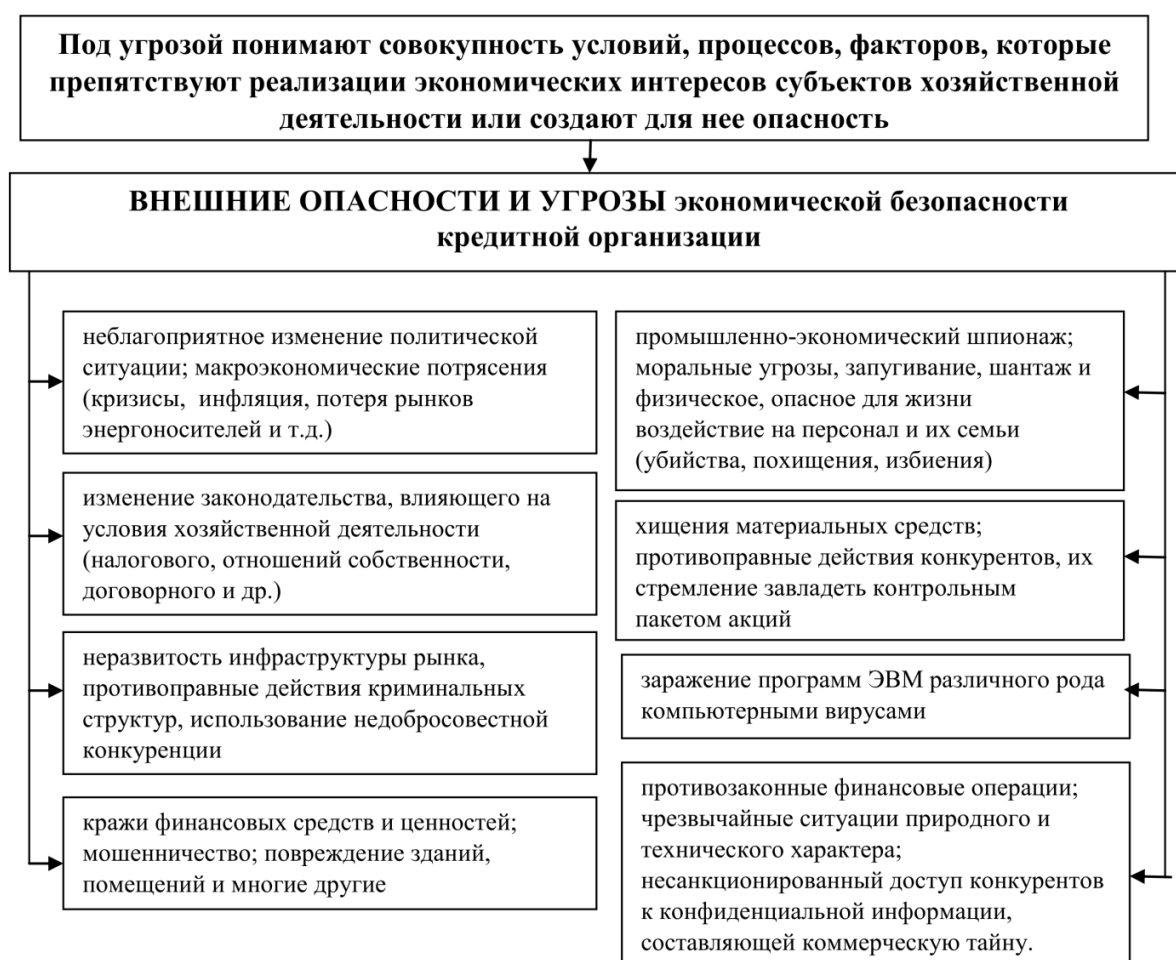 Под угрозой понимают совокупность условий, процессов, факторов, которые
препятствуют реализации экономических интересов субъектов хозяйственной
деятельности или создают для нее опасность
ВНЕШНИЕ ОПАСНОСТИ И УГРОЗЫ экономической безопасности
кредитной организации
неблагоприятное изменение политической
ситуации; макроэкономические потрясения
(кризисы, инфляция, потеря рынков
энергоносителей и т.д.)
изменение законодательства, влияющего на
условия хозяйственной деятельности
(налогового, отношений собственности,
договорного и др.)
неразвитость инфраструктуры рынка,
противоправные действия криминальных
структур, использование недобросовестной
конкуренции
кражи финансовых средств и ценностей;
мошенничество; повреждение зданий,
помещений и многие другие
промышленно-экономический шпионаж;
моральные угрозы, запугивание, шантаж и
физическое, опасное для жизни
воздействие на персонал и их семьи
(убийства, похищения, избиения)
хищения материальных средств;
противоправные действия конкурентов, их
стремление завладеть контрольным
пакетом акций
заражение программ ЭВМ различного рода
компьютерными вирусами
противозаконные финансовые операции;
чрезвычайные ситуации природного и
технического характера;
несанкционированный доступ конкурентов
к конфиденциальной информации,
составляющей коммерческую тайну.